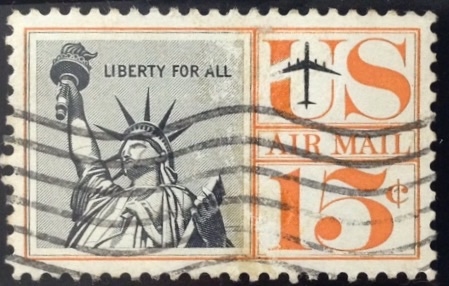 LIBERTY FOR ALL
US
AIR MAIL
15¢